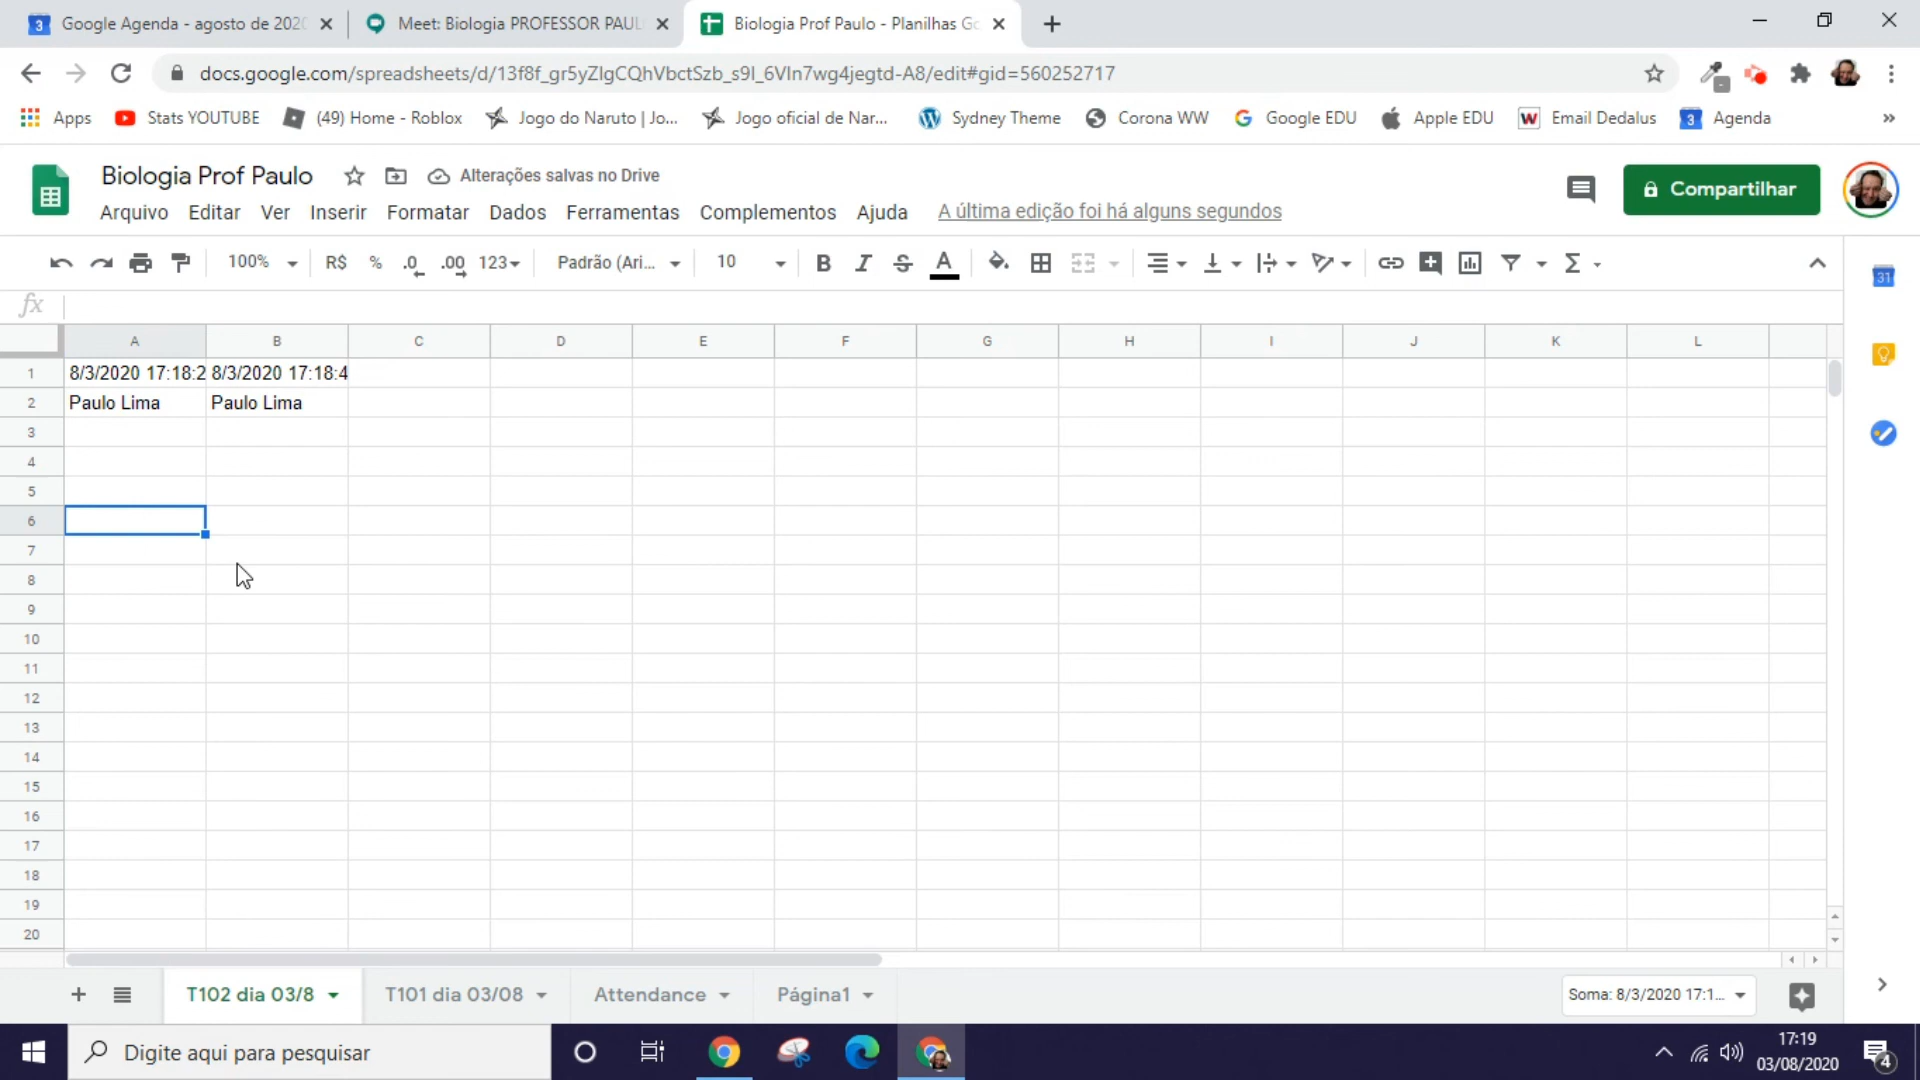 Google Agenda - agosto de 202
Meet: Biologia PROFESSOR PAUL
Biologia Prof Paulo - Planilhas Go
docs.google.com/spreadsheets/d/13f8f_gr5yZIgCQhVbctSzb_s9I_6VIn7wg4jegtd-A8/edit#gid=560252717
Apps
Stats YOUTUBE
(49) Home - Roblox
Jogo do Naruto | Jo...
Jogo oficial de Nar...
Sydney Theme
Corona WW
Google EDU
Apple EDU
Email Dedalus
Agenda
Biologia Prof Paulo
Alterações salvas no Drive
Compartilhar
Arquivo Editar Ver Inserir Formatar Dados Ferramentas Complementos Ajuda A última edição foi há alguns segundos
100% R$ % .0 .00 123 Padrão (Ari... 10 B I S A Σ
31
fx
A B C D E F G H I J K L
1 8/3/2020 17:18:2 8/3/2020 17:18:4
2 Paulo Lima Paulo Lima
3
4
5
6
7
8
9
10
11
12
13
14
15
16
17
18
19
20
T102 dia 03/8 T101 dia 03/08 Attendance Página1 Soma: 8/3/2020 17:1...
Digite aqui para pesquisar
17:19
03/08/2020
4